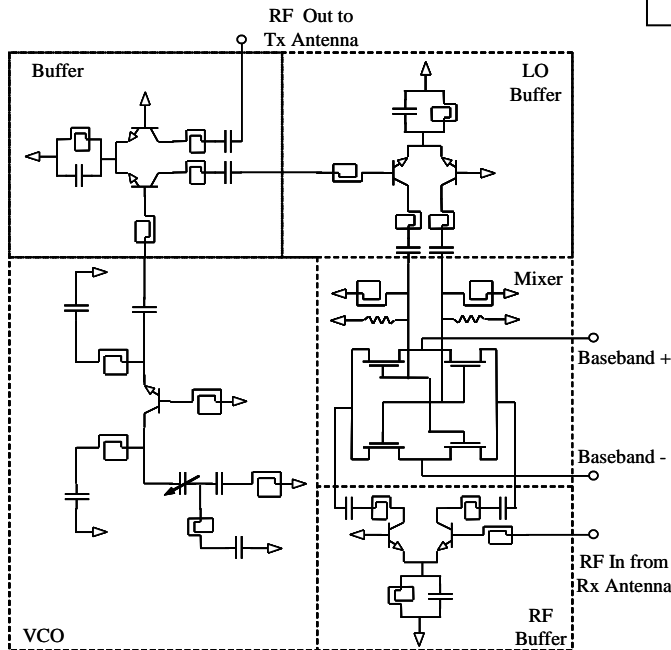 RF Out to
Tx Antenna
Buffer
LO
Buffer
Mixer
Baseband +
Baseband -
RF In from
Rx Antenna
RF
Buffer
VCO